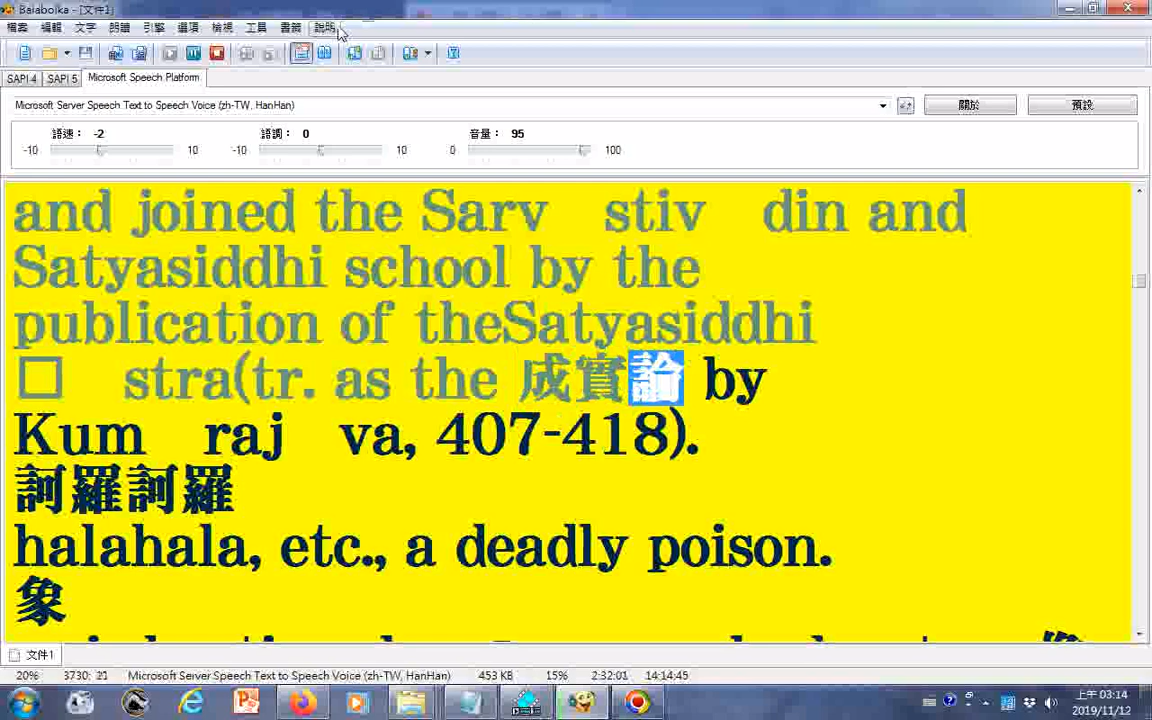 Balabolka - [文件1]
檔案 編輯 文字 朗讀 引擎 選項 檢視 工具 書籤 說明
SAPI 4 SAPI 5 Microsoft Speech Platform
Microsoft Server Speech Text to Speech Voice (zh-TW, HanHan) 關於 預設
語速： -2 語調： 0 音量： 95
-10 10 -10 10 0 100
and joined the Sarv stiv din and
Satyasiddhi school by the
publication of theSatyasiddhi
□ stra(tr. as the 成實論 by
Kum raj va, 407-418).
訶羅訶羅
halahala, etc., a deadly poison.
象
文件1
20% 3730: 21 Microsoft Server Speech Text to Speech Voice (zh-TW, HanHan) 453 KB 15% 2:32:01 14:14:45
上午 03:14
2019/11/12